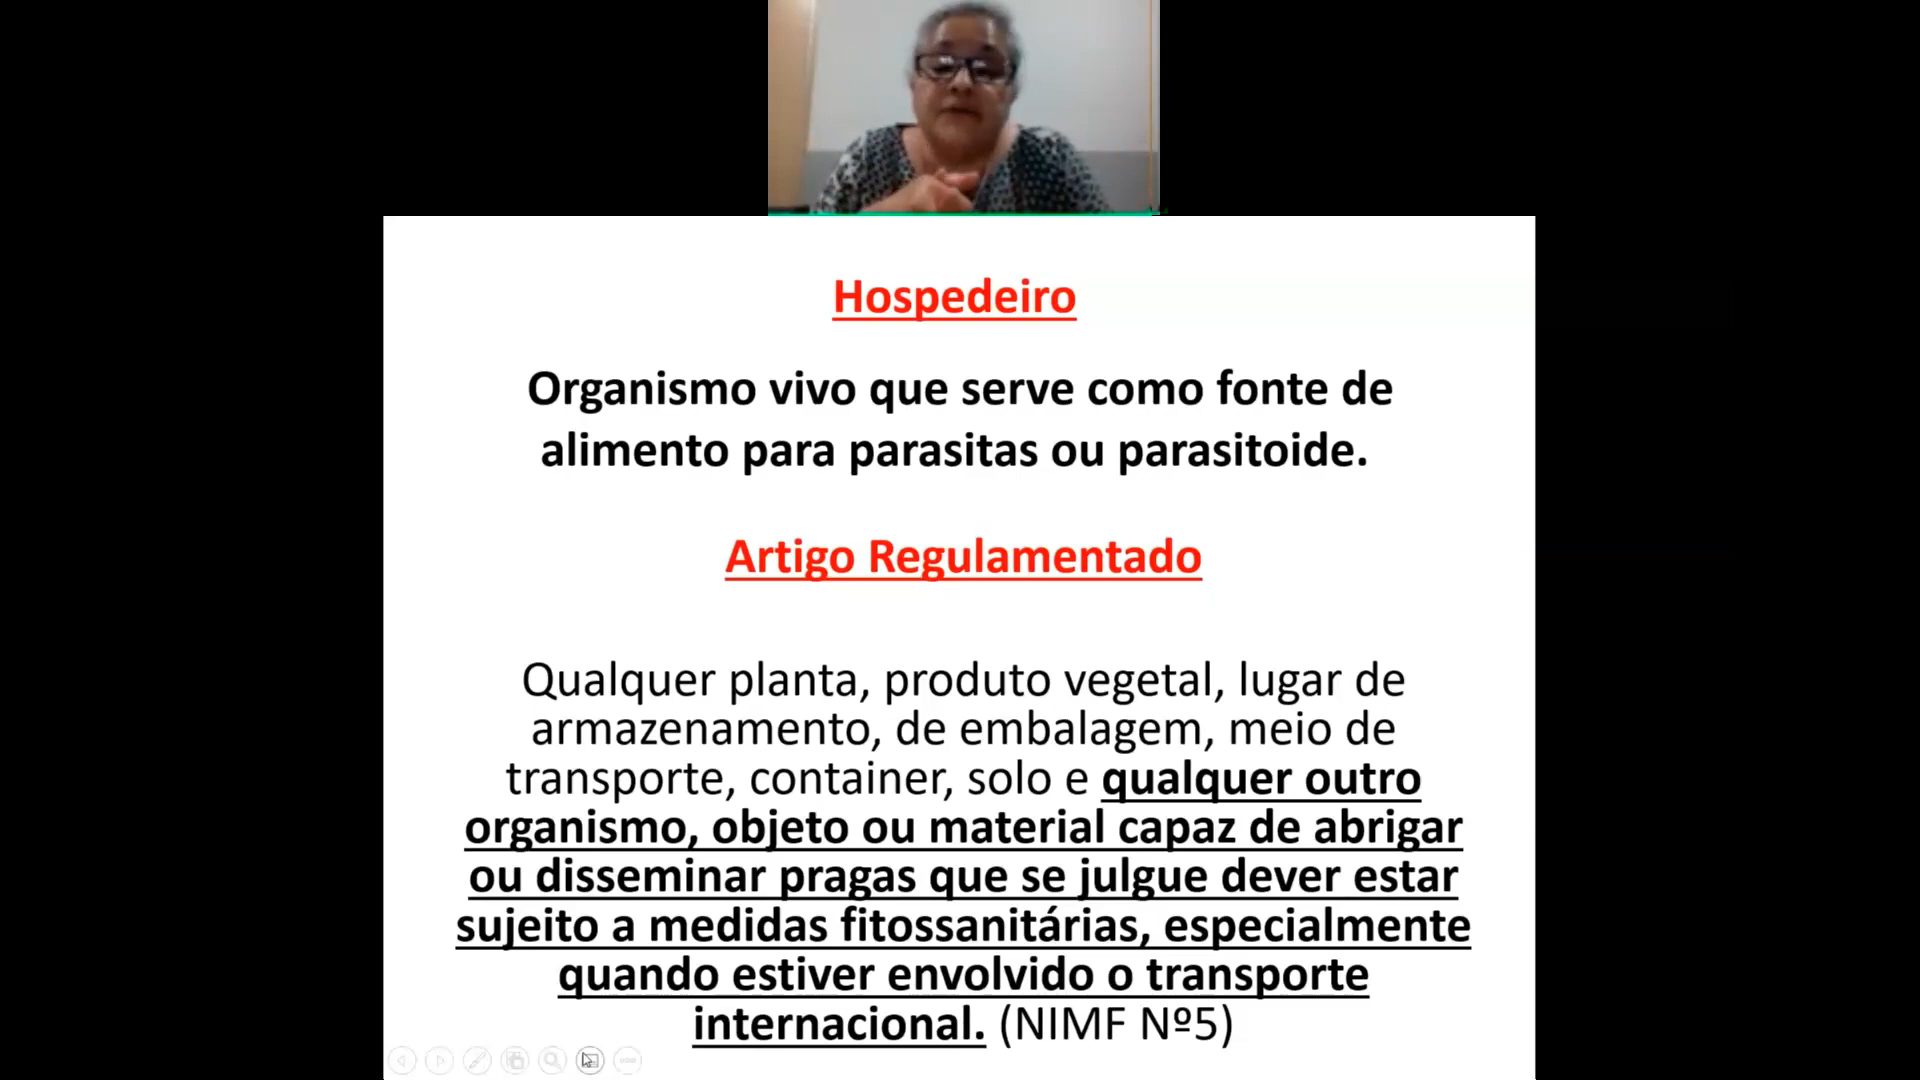 Hospedeiro
Organismo vivo que serve como fonte de
alimento para parasitas ou parasitoide.
Artigo Regulamentado
Qualquer planta, produto vegetal, lugar de
armazenamento, de embalagem, meio de
transporte, container, solo e qualquer outro
organismo, objeto ou material capaz de abrigar
ou disseminar pragas que se julgue dever estar
sujeito a medidas fitossanitárias, especialmente
quando estiver envolvido o transporte
internacional. (NIMF Nº5)